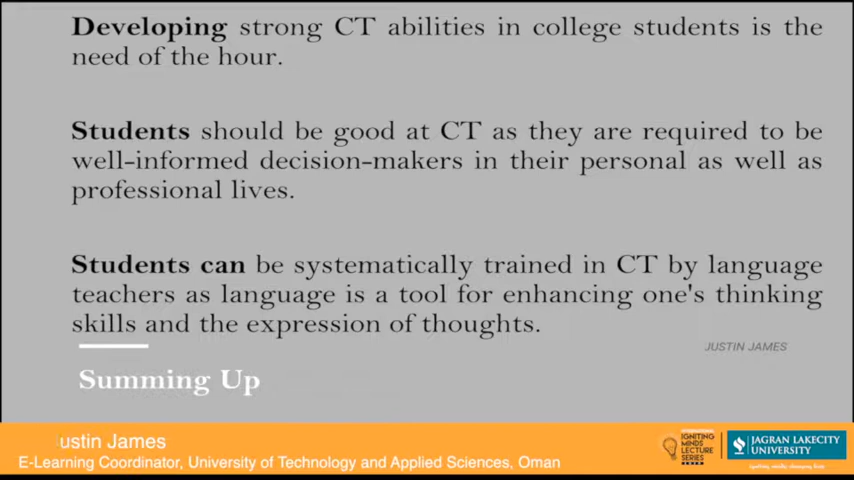 Developing strong CT abilities in college students is the
need of the hour.
Students should be good at CT as they are required to be
well-informed decision-makers in their personal as well as
professional lives.
Students can be systematically trained in CT by language
teachers as language is a tool for enhancing one's thinking
skills and the expression of thoughts.
JUSTIN JAMES
Summing Up
ustin James
E-Learning Coordinator, University of Technology and Applied Sciences, Oman
IGNITING
MINDS
LECTURE
SERIES
JAGRAN LAKECITY
UNIVERSITY